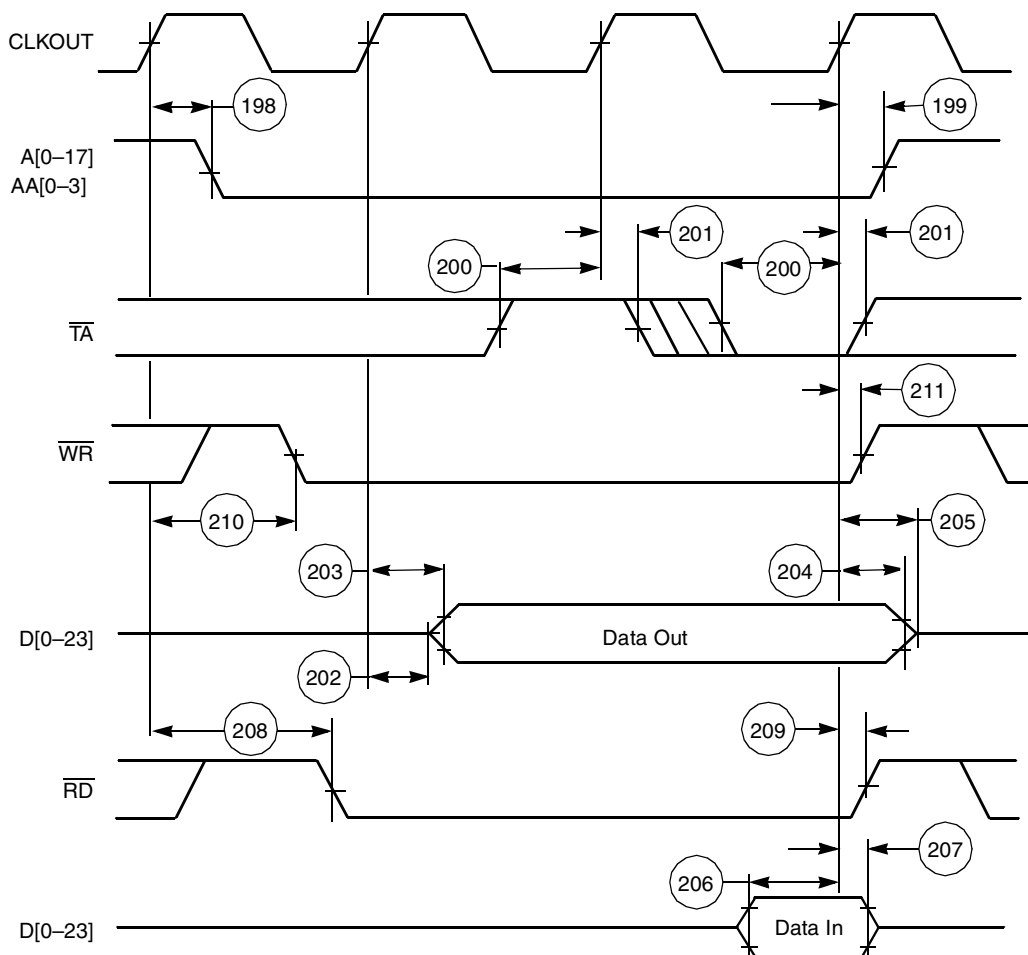 CLKOUT
198
199
A[0–17]
AA[0–3]
201
201
200
200
TA
211
WR
210
205
203
204
D[0–23]
Data Out
202
208
209
RD
207
206
D[0–23]
Data In